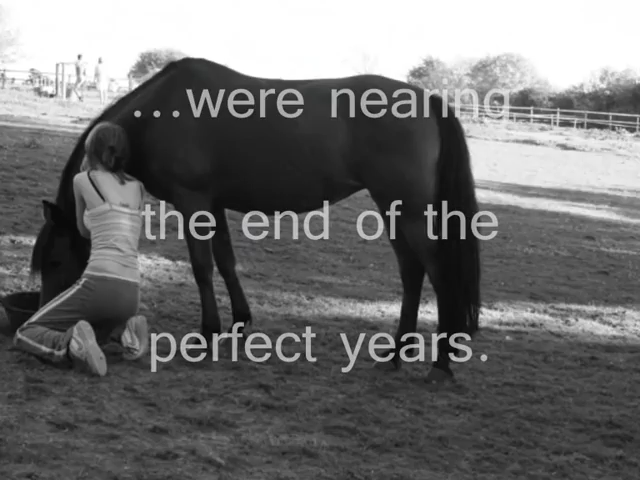 ...were nearing
the end of the
perfect years.